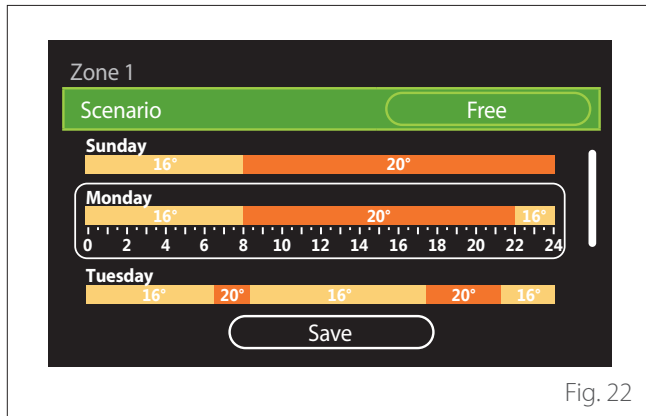 Zone 1
Scenario Free
Sunday
16° 20°
Monday
16° 20° 16°
0 2 4 6 8 10 12 14 16 18 20 22 24
Tuesday
16° 20° 16° 20° 16°
Save
Fig. 22